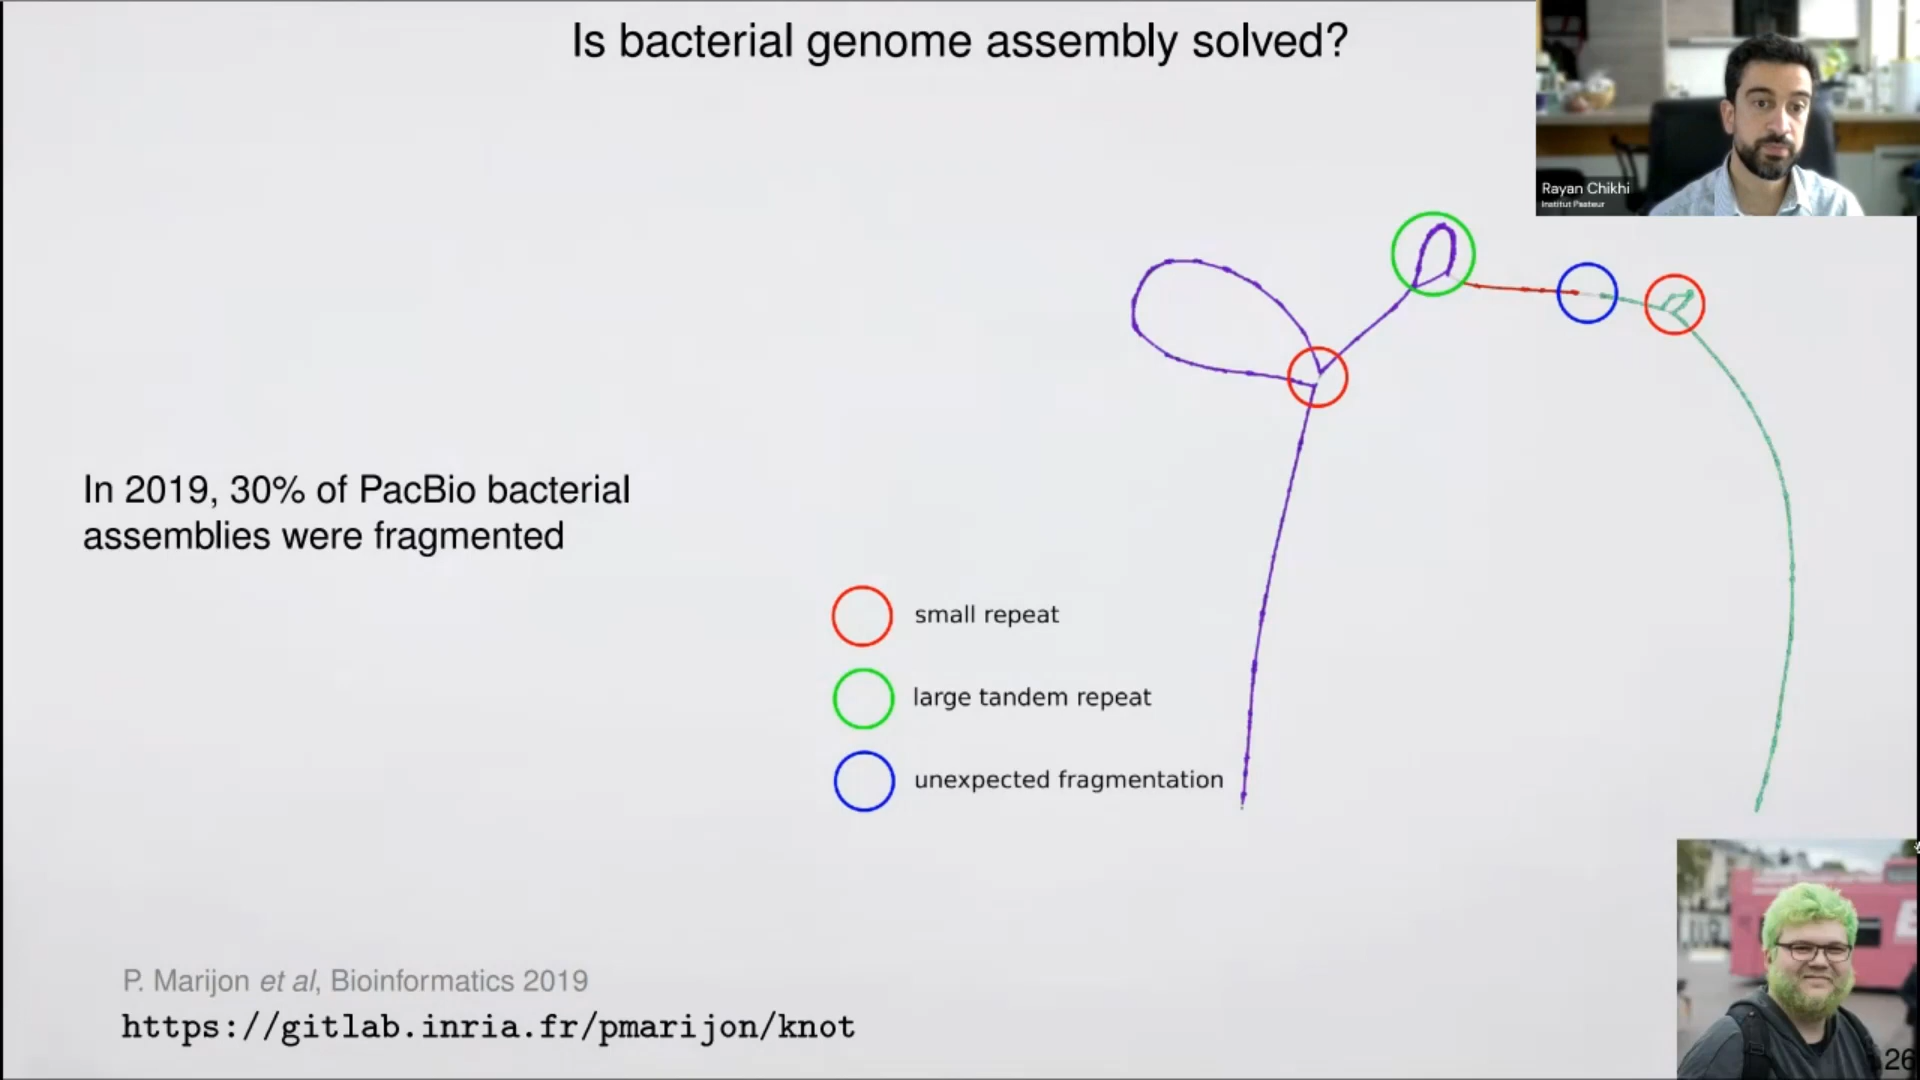 Is bacterial genome assembly solved?
Rayan Chikhi
Institut Pasteur
In 2019, 30% of PacBio bacterial
assemblies were fragmented
small repeat
large tandem repeat
unexpected fragmentation
P. Marijon et al, Bioinformatics 2019
https://gitlab.inria.fr/pmarijon/knot
26